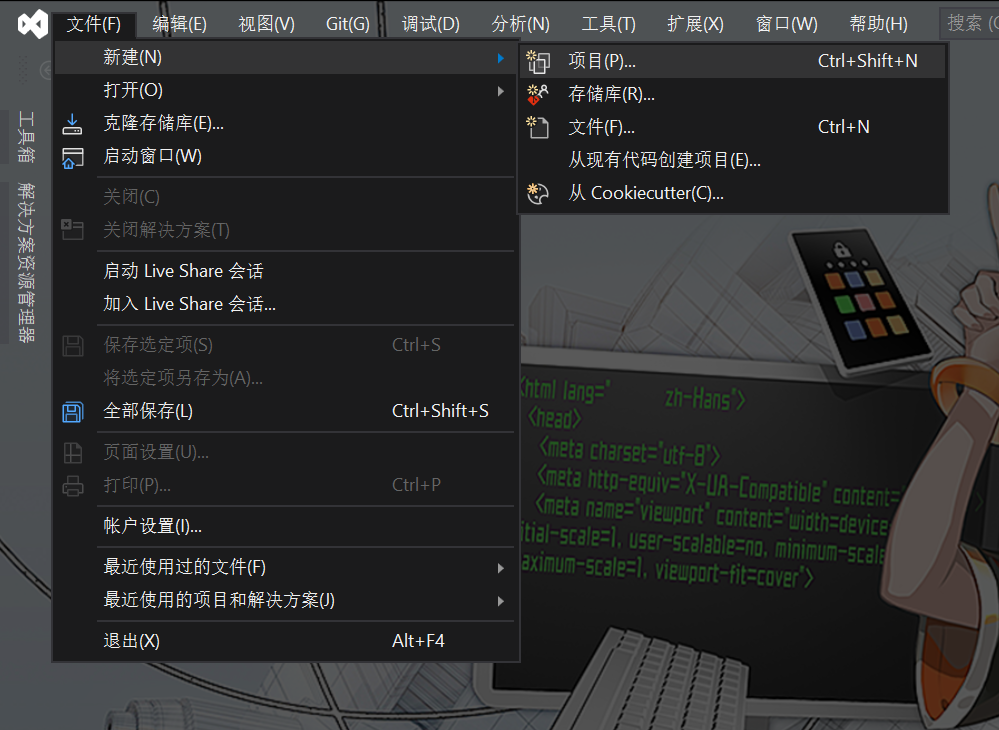 文件(F) 编辑(E) 视图(V) Git(G) 调试(D) 分析(N) 工具(T) 扩展(X) 窗口(W) 帮助(H) 搜索 (C
工具箱
解决方案资源管理器
新建(N)
打开(O)
克隆存储库(E)...
启动窗口(W)
关闭(C)
关闭解决方案(T)
启动 Live Share 会话
加入 Live Share 会话...
保存选定项(S) Ctrl+S
将选定项另存为(A)...
全部保存(L) Ctrl+Shift+S
页面设置(U)...
打印(P)... Ctrl+P
帐户设置(I)...
最近使用过的文件(F)
最近使用的项目和解决方案(J)
退出(X) Alt+F4
项目(P)... Ctrl+Shift+N
存储库(R)...
文件(F)... Ctrl+N
从现有代码创建项目(E)...
从 Cookiecutter(C)...
<html lang=" zh-Hans">
<head>
<meta charset="utf-8">
<meta http-equiv="X-UA-Compatible" content="
<meta name="viewport" content="width=device
itial-scale=1, user-scalable=no, minimum-scale
aximum-scale=1, viewport-fit=cover">